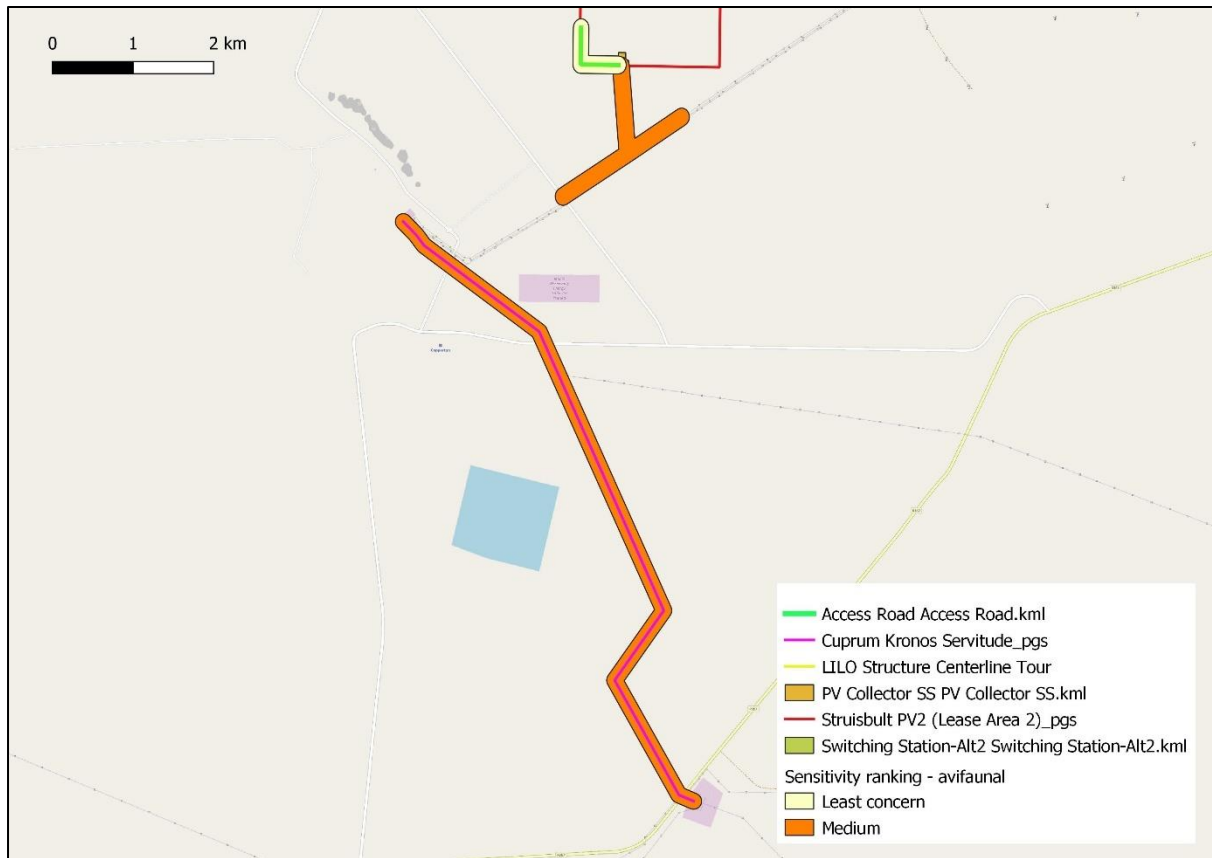 0 1 2 km
Copperton
Access Road Access Road.kml
Cuprum Kronos Servitude_pgs
LILO Structure Centerline Tour
PV Collector SS PV Collector SS.kml
Struisbult PV2 (Lease Area 2)_pgs
Switching Station-Alt2 Switching Station-Alt2.kml
Sensitivity ranking - avifaunal
Least concern
Medium